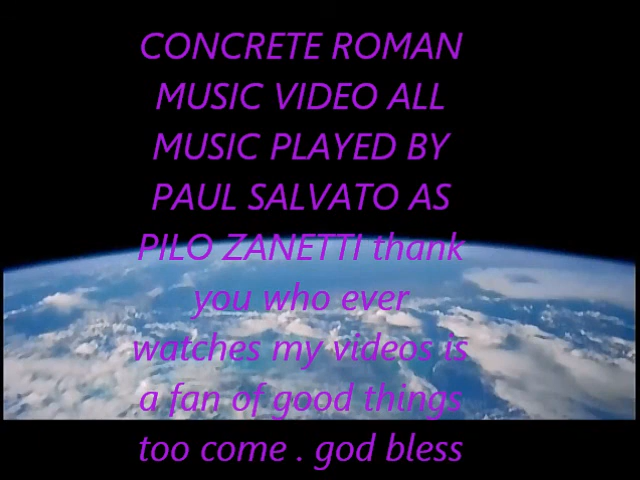 CONCRETE ROMAN
MUSIC VIDEO ALL
MUSIC PLAYED BY
PAUL SALVATO AS
PILO ZANETTI thank
you who ever
watches my videos is
a fan of good things
too come . god bless